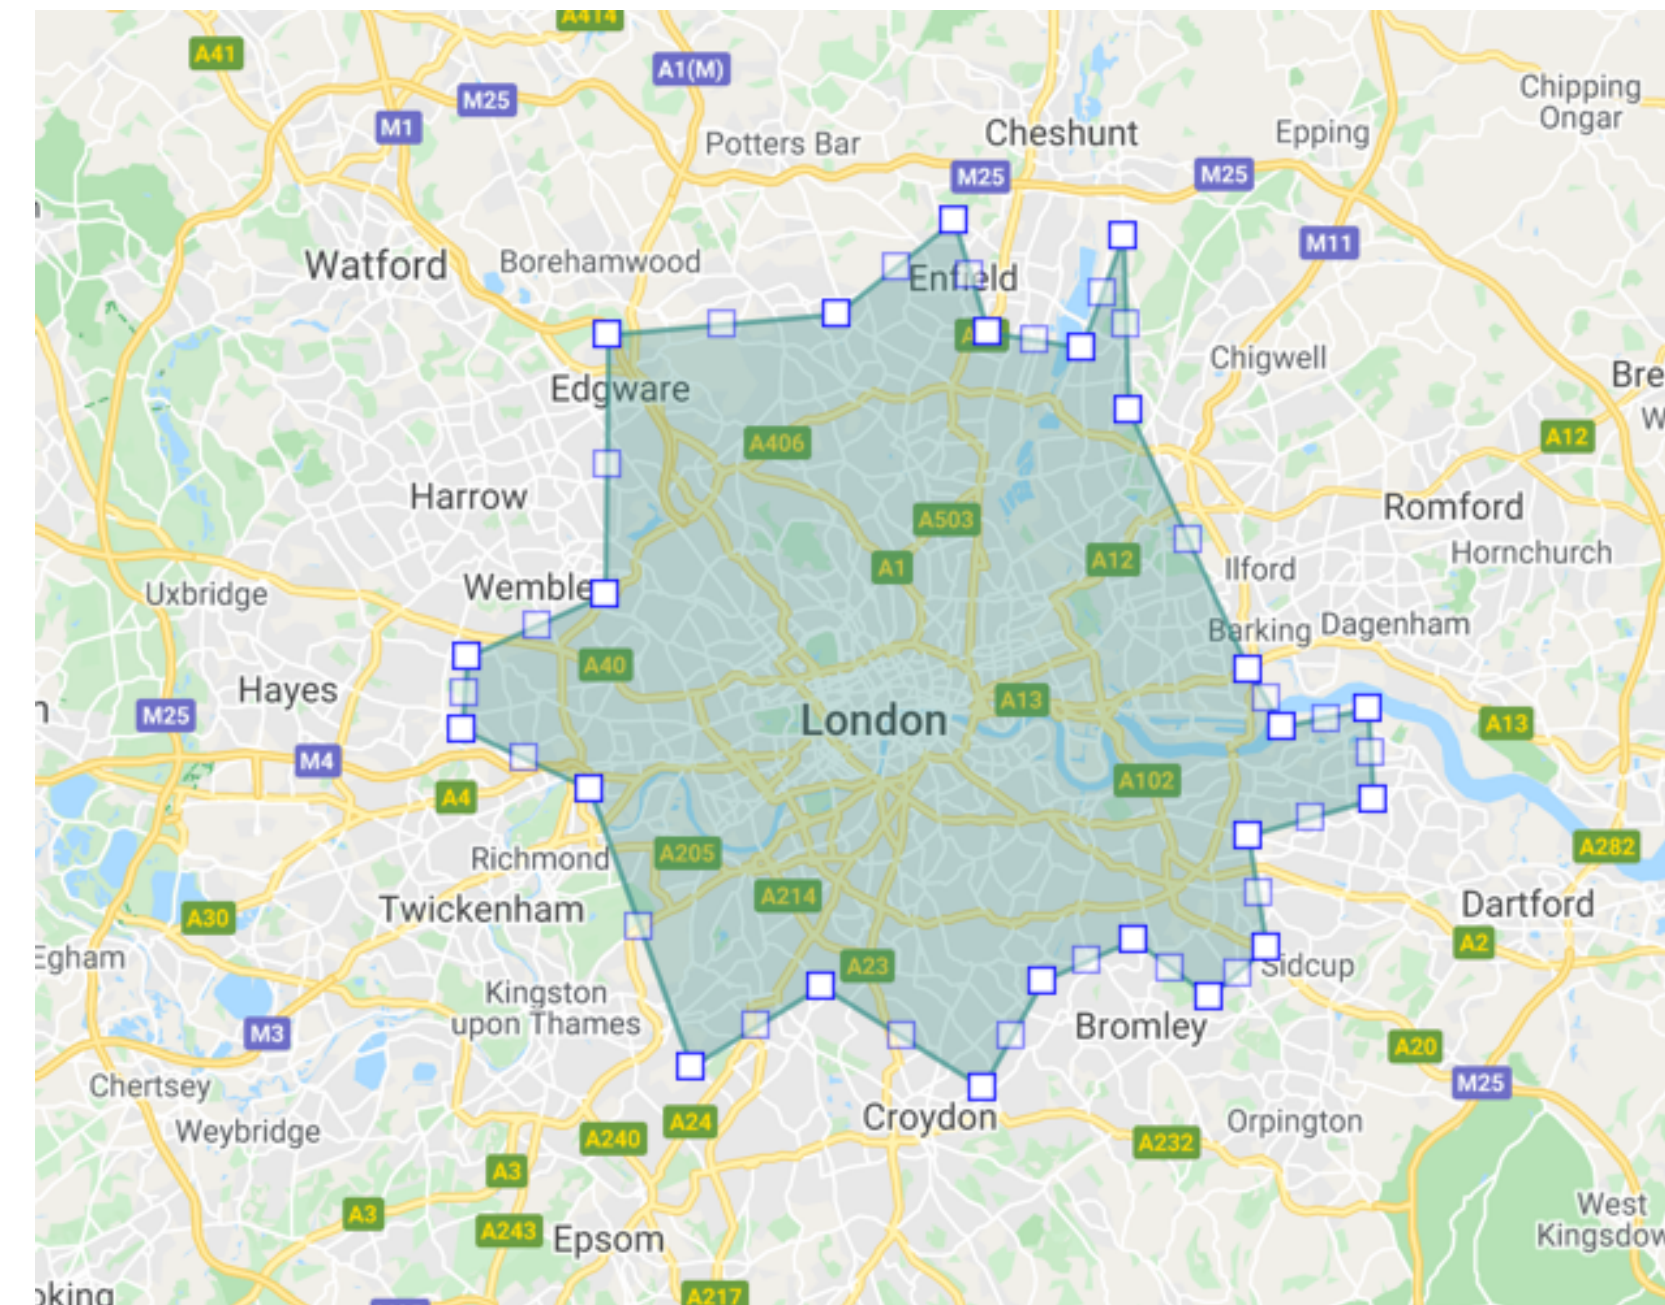 A414
A41
A1(M)
M25
M1
Chipping
Ongar
Potters Bar
Cheshunt
Epping
M25
M25
M11
Watford
Borehamwood
Enfield
Chigwell
Edgware
A406
A12
Harrow
A503
Romford
Hornchurch
A1
A12
Ilford
Uxbridge
Barking
Dagenham
A40
Hayes
M25
London
A13
A13
M4
A4
A102
Richmond
A205
A282
Twickenham
A214
Dartford
A30
A2
Egham
A23
Sidcup
Kingston
upon Thames
Bromley
M3
A20
Chertsey
M25
Weybridge
Croydon
A24
A240
A232
Orpington
A3
A3
A243
Epsom
West
A217